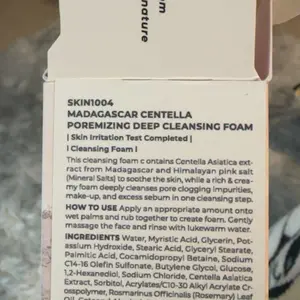 om
nature
SKIN1004
MADAGASCAR CENTELLA
POREMIZING DEEP CLEANSING FOAM
| Skin Irritation Test Completed |
| Cleansing Foam |
This cleansing foam c ontains Centella Asiatica ext-
ract from Madagascar and Himalayan pink salt
(Mineral Salts) to soothe the skin, while a rich & crea-
my foam deeply cleanses pore clogging impurities,
make-up, and excess sebum in one cleansing step.
HOW TO USE Apply an appropriate amount onto
wet palms and rub together to create foam. Gently
massage the face and rinse with lukewarm water.
INGREDIENTS Water, Myristic Acid, Glycerin, Pot-
assium Hydroxide, Stearic Acid, Glyceryl Stearate,
Palmitic Acid, Cocamidopropyl Betaine, Sodium
C14-16 Olefin Sulfonate, Butylene Glycol, Glucose,
1,2-Hexanediol, Sodium Chloride, Centella Asiatica
Extract, Sorbitol, Acrylates/C10-30 Alkyl Acrylate Cr-
osspolymer, Rosmarinus Officinalis (Rosemary) Leaf